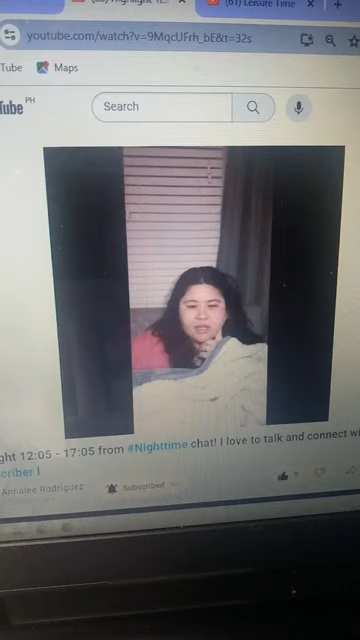 (61) Leisure Time
youtube.com/watch?v=9MqcUFrh_bE&t=32s
Tube
Maps
Tube PH
Search
ght 12:05 - 17:05 from #Nighttime chat! I love to talk and connect wi
criber !
Annalee Rodriguez
Subscribed